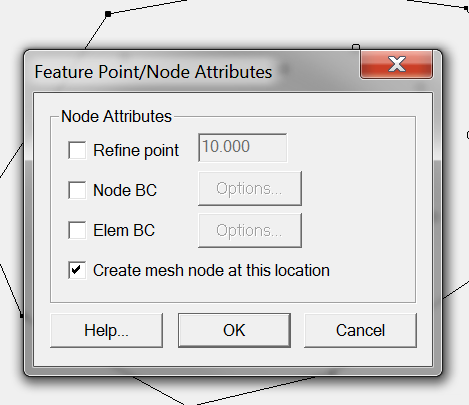 Feature Point/Node Attributes
Node Attributes
Refine point 10.000
Node BC Options...
Elem BC Options...
Create mesh node at this location
Help... OK Cancel